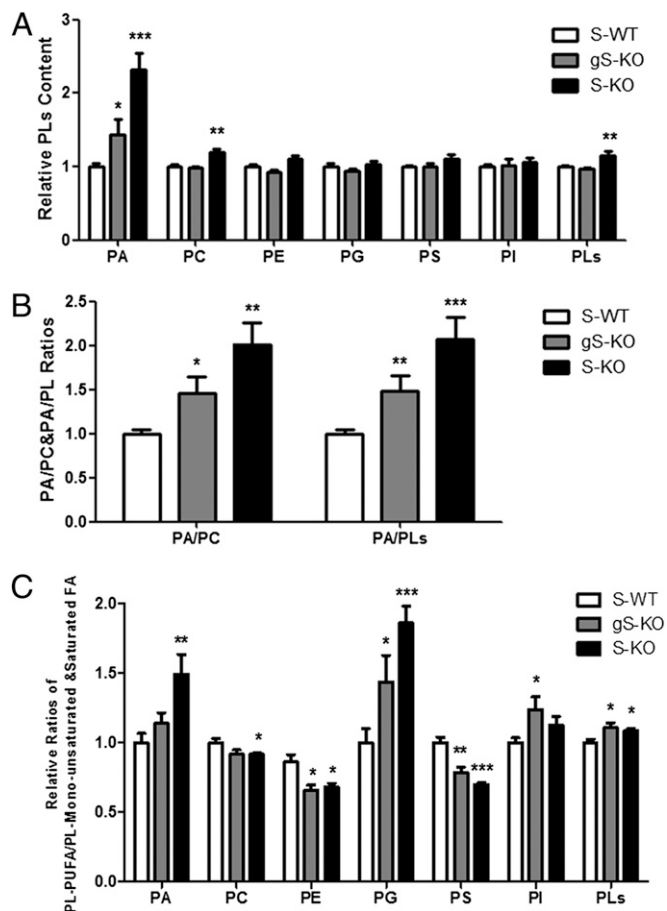 A
Relative PLs Content
3
2
1
0
***
*
**
**
S-WT
gS-KO
S-KO
PA PC PE PG PS PI PLs
B
PA/PC&PA/PL Ratios
2.5
2.0
1.5
1.0
0.5
0.0
*
**
**
***
S-WT
gS-KO
S-KO
PA/PC PA/PLs
C
Relative Ratios of
PL-PUFA/PL-Mono-unsaturated &Saturated FA
2.0
1.5
1.0
0.5
0.0
**
*
*
*
*
***
**
***
*
*
*
S-WT
gS-KO
S-KO
PA PC PE PG PS PI PLs